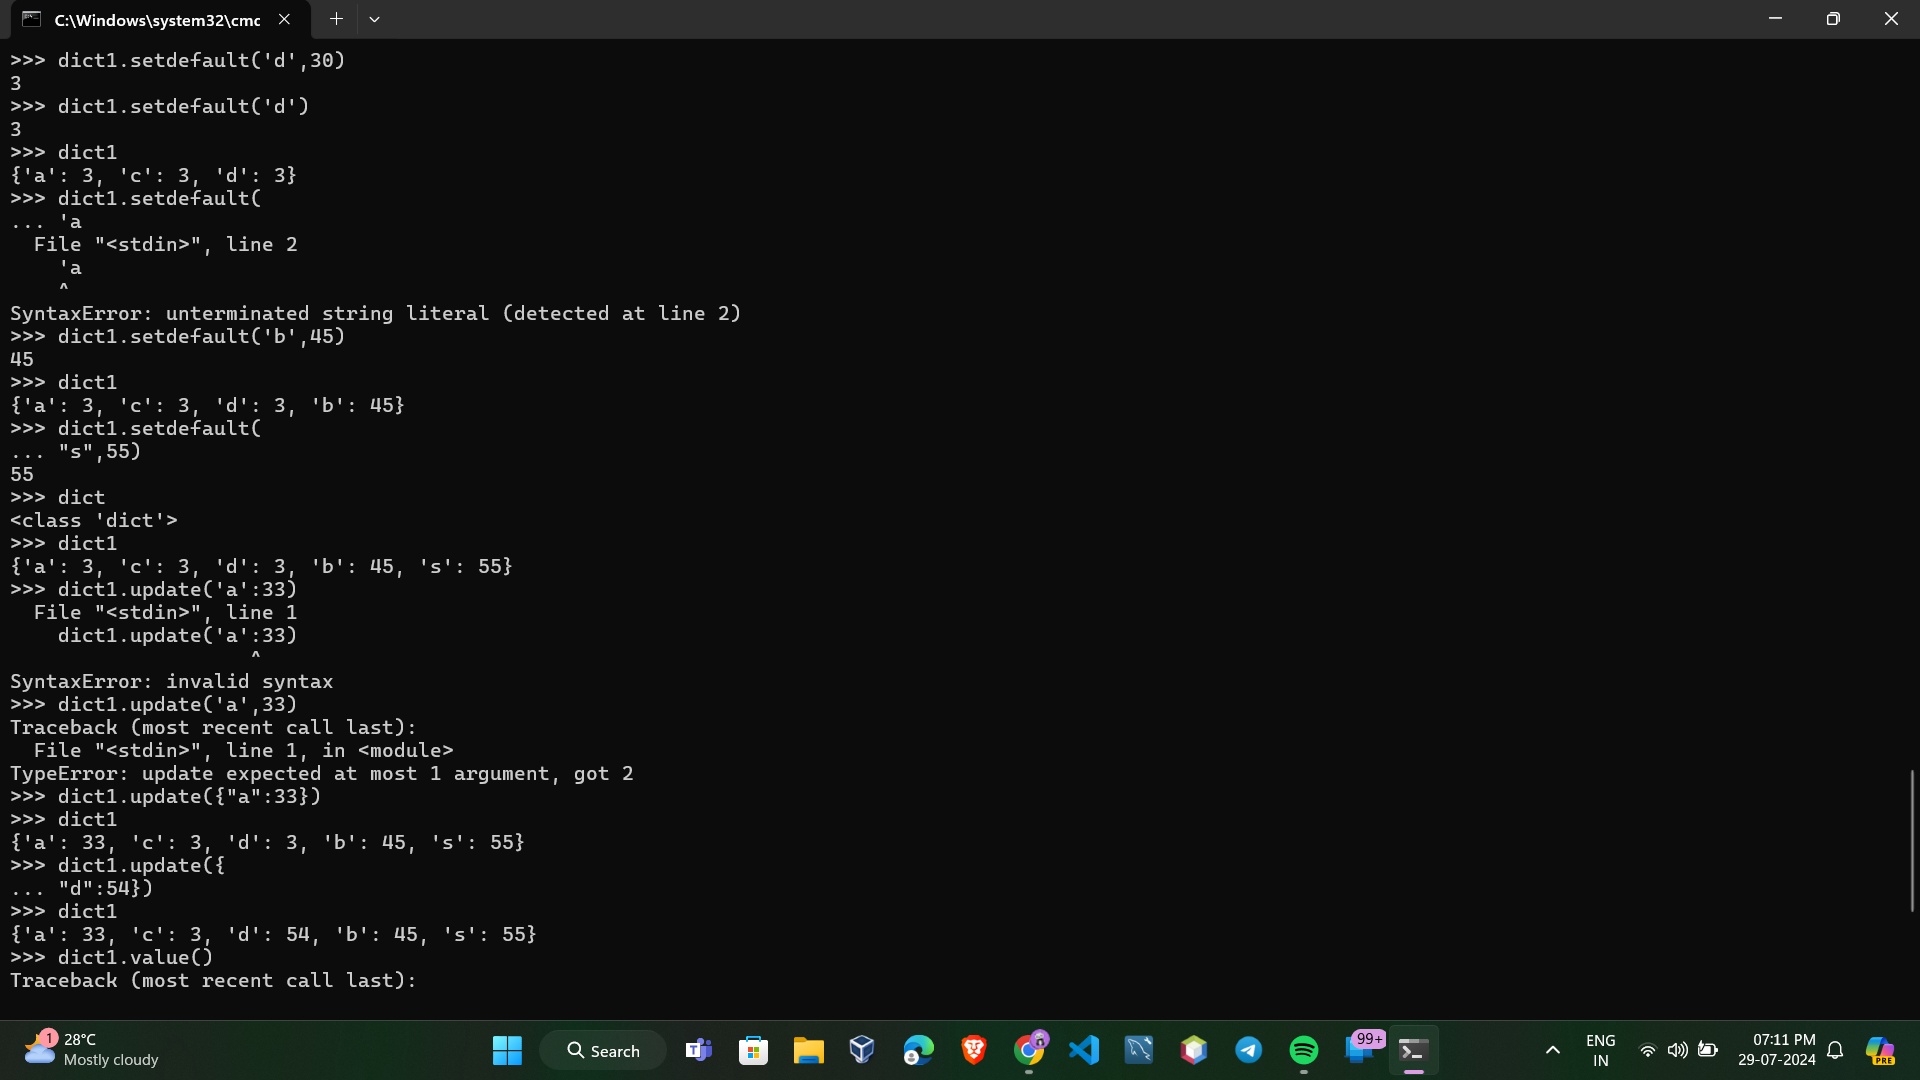 C:\Windows\system32\cmc
>>> dict1.setdefault('d',30)
3
>>> dict1.setdefault('d')
3
>>> dict1
{'a': 3, 'c': 3, 'd': 3}
>>> dict1.setdefault(
... 'a
  File "<stdin>", line 2
    'a
    ^
SyntaxError: unterminated string literal (detected at line 2)
>>> dict1.setdefault('b',45)
45
>>> dict1
{'a': 3, 'c': 3, 'd': 3, 'b': 45}
>>> dict1.setdefault(
... "s",55)
55
>>> dict
<class 'dict'>
>>> dict1
{'a': 3, 'c': 3, 'd': 3, 'b': 45, 's': 55}
>>> dict1.update('a':33)
  File "<stdin>", line 1
    dict1.update('a':33)
                    ^
SyntaxError: invalid syntax
>>> dict1.update('a',33)
Traceback (most recent call last):
  File "<stdin>", line 1, in <module>
TypeError: update expected at most 1 argument, got 2
>>> dict1.update({"a":33})
>>> dict1
{'a': 33, 'c': 3, 'd': 3, 'b': 45, 's': 55}
>>> dict1.update({
... "d":54})
>>> dict1
{'a': 33, 'c': 3, 'd': 54, 'b': 45, 's': 55}
>>> dict1.value()
Traceback (most recent call last):
1
28°C
Mostly cloudy
Search
99+
ENG
IN
07:11 PM
29-07-2024
PRE